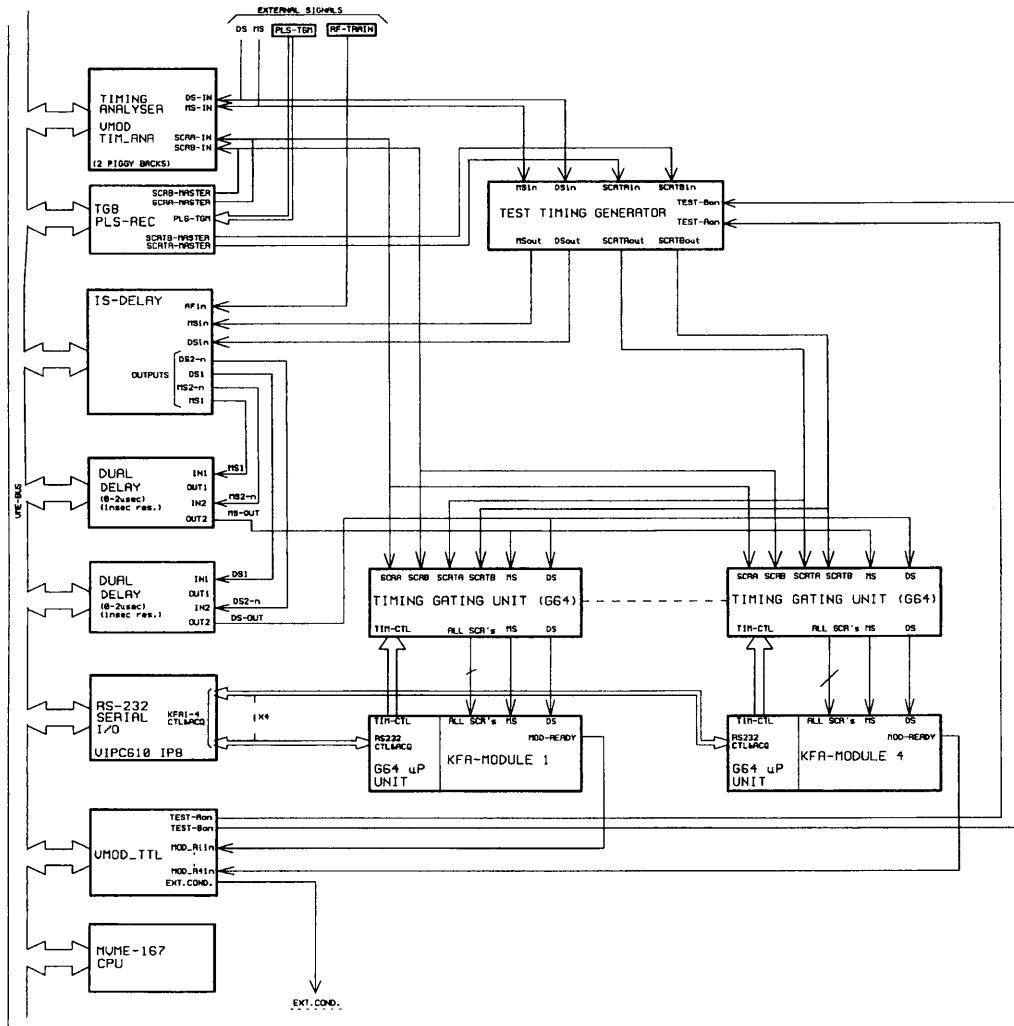 EXTERNAL SIGNALS
DS MS PLS-TGM RF-TRAIN
TIMING
ANALYSER
VMOD
TIM_ANA
(2 PIGGY BACKS)
DS-IN
MS-IN
SCRA-IN
SCRB-IN
TG8
PLS-REC
SCRB-MASTER
SCRA-MASTER
PLS-TGM
SCRTB-MASTER
SCRTA-MASTER
MSin DSin SCRTAin SCRTBin
TEST TIMING GENERATOR
TEST-Bon
TEST-Aon
MSout DSout SCRTAout SCRTBout
IS-DELAY
RFin
MSin
DSin
OUTPUTS
DS2-n
DS1
MS2-n
MS1
VME-BUS
DUAL
DELAY
(0-2usec)
(1nsec res.)
IN1
OUT1
IN2
OUT2
MS1
MS2-n
MS-OUT
DUAL
DELAY
(0-2usec)
(1nsec res.)
IN1
OUT1
IN2
OUT2
DS1
DS2-n
DS-OUT
SCRA SCRB SCRTA SCRTB MS DS
TIMING GATING UNIT (G64)
TIM-CTL ALL SCR's MS DS
SCRA SCRB SCRTA SCRTB MS DS
TIMING GATING UNIT (G64)
TIM-CTL ALL SCR's MS DS
RS-232
SERIAL
I/O
VIPC610 IP8
KFA1-4
CTL&ACQ
X4
TIM-CTL ALL SCR's MS DS
RS232
CTL&ACQ
MOD-READY
G64 uP
UNIT
KFA-MODULE 1
TIM-CTL ALL SCR's MS DS
RS232
CTL&ACQ
MOD-READY
G64 uP
UNIT
KFA-MODULE 4
VMOD_TTL
TEST-Aon
TEST-Bon
MOD_R1in
MOD_R4in
EXT.COND.
MVME-167
CPU
EXT.COND.